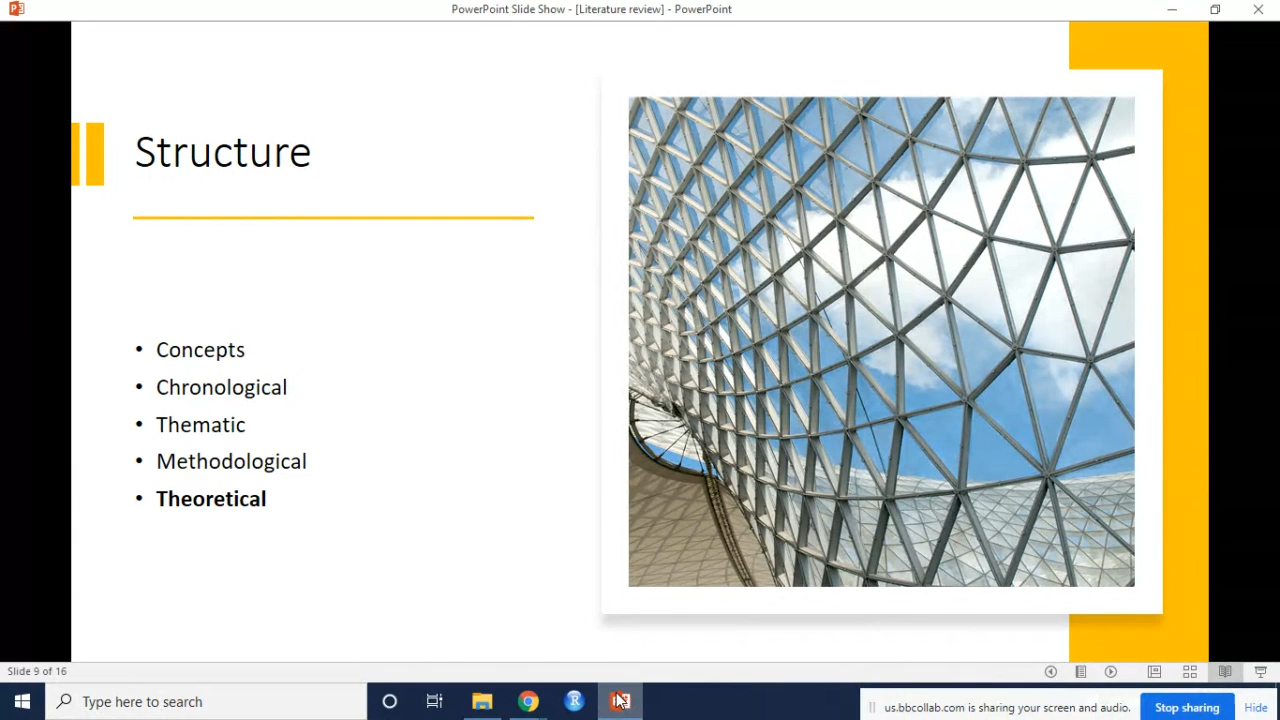 PowerPoint Slide Show - [Literature review] - PowerPoint
Structure
• Concepts
• Chronological
• Thematic
• Methodological
• Theoretical
Slide 9 of 16
Type here to search
R
us.bbcollab.com is sharing your screen and audio.
Stop sharing
Hide